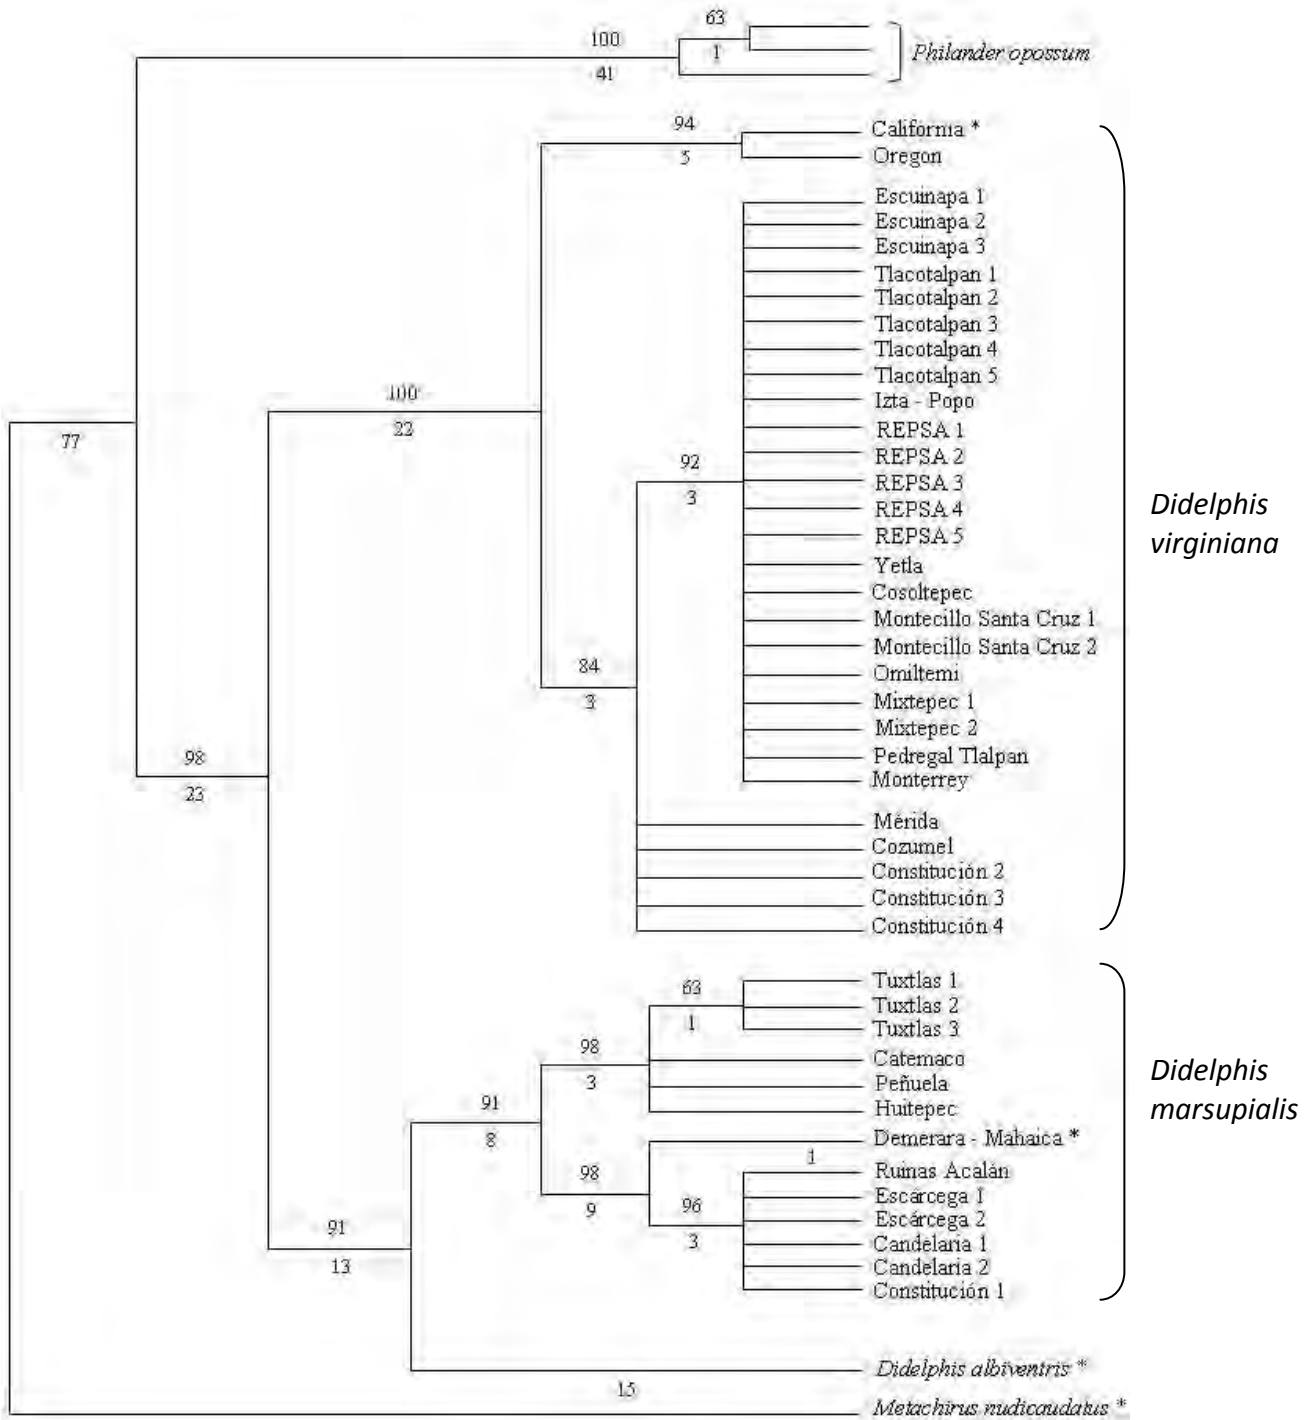 63
1
100
41
Philander opossum
94
5
California *
Oregon
Escuinapa 1
Escuinapa 2
Escuinapa 3
Tlacotalpan 1
Tlacotalpan 2
Tlacotalpan 3
Tlacotalpan 4
Tlacotalpan 5
100
22
77
Izta - Popo
REPSA 1
REPSA 2
REPSA 3
REPSA 4
REPSA 5
92
3
Didelphis
virginiana
Yetla
Cosoltepec
Montecillo Santa Cruz 1
Montecillo Santa Cruz 2
Omiltemi
Mixtepec 1
Mixtepec 2
Pedregal Tlalpan
Monterrey
84
3
98
23
Mérida
Cozumel
Constitución 2
Constitución 3
Constitución 4
Tuxtlas 1
Tuxtlas 2
Tuxtlas 3
63
1
98
3
Catemaco
Peñuela
Huitepec
Didelphis
marsupialis
91
8
Demerara - Mahaica *
1
98
9
Ruinas Acalán
Escárcega 1
Escárcega 2
Candelaria 1
Candelaria 2
Constitución 1
96
3
91
13
Didelphis albiventris *
15
Metachirus nudicaudatus *